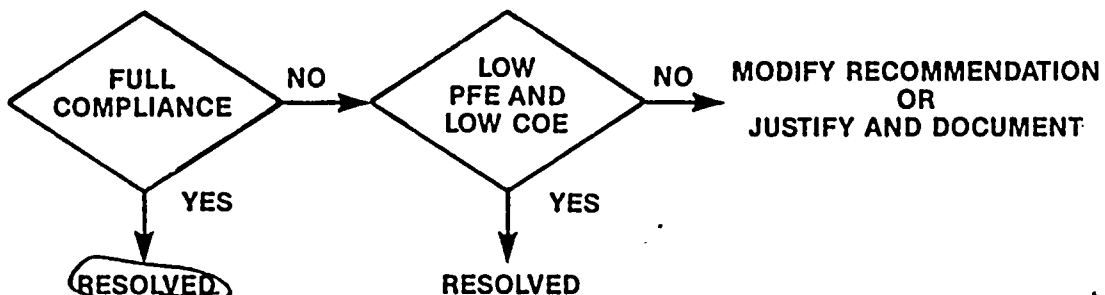 FULL
COMPLIANCE
NO
LOW
PFE AND
LOW COE
NO
MODIFY RECOMMENDATION
OR
JUSTIFY AND DOCUMENT
YES
YES
RESOLVED
RESOLVED